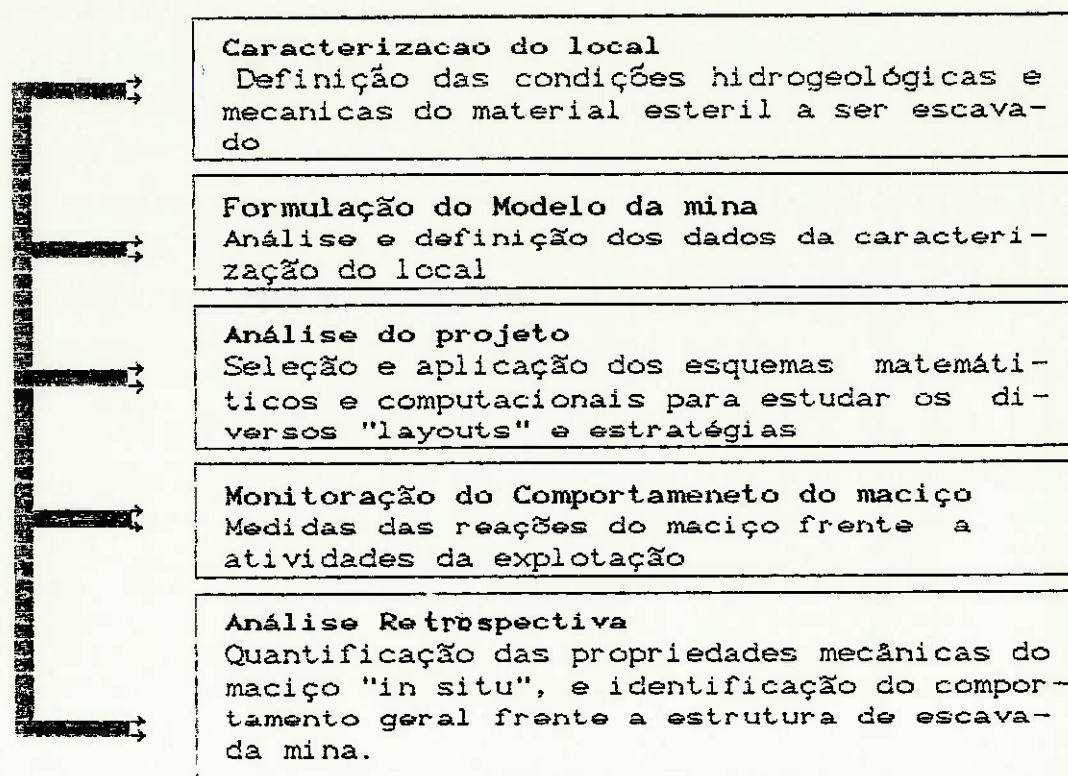 Caracterizacao do local
Definição das condições hidrogeológicas e
mecanicas do material esteril a ser escava-
do
Formulação do Modelo da mina
Análise e definição dos dados da caracteri-
zação do local
Análise do projeto
Seleção e aplicação dos esquemas matemáti-
ticos e computacionais para estudar os di-
versos "layouts" e estratégias
Monitoração do Comportameneto do maciço
Medidas das reações do maciço frente a
atividades da explotação
Análise Retrospectiva
Quantificação das propriedades mecânicas do
maciço "in situ", e identificação do compor-
tamento geral frente a estrutura de escava-
da mina.